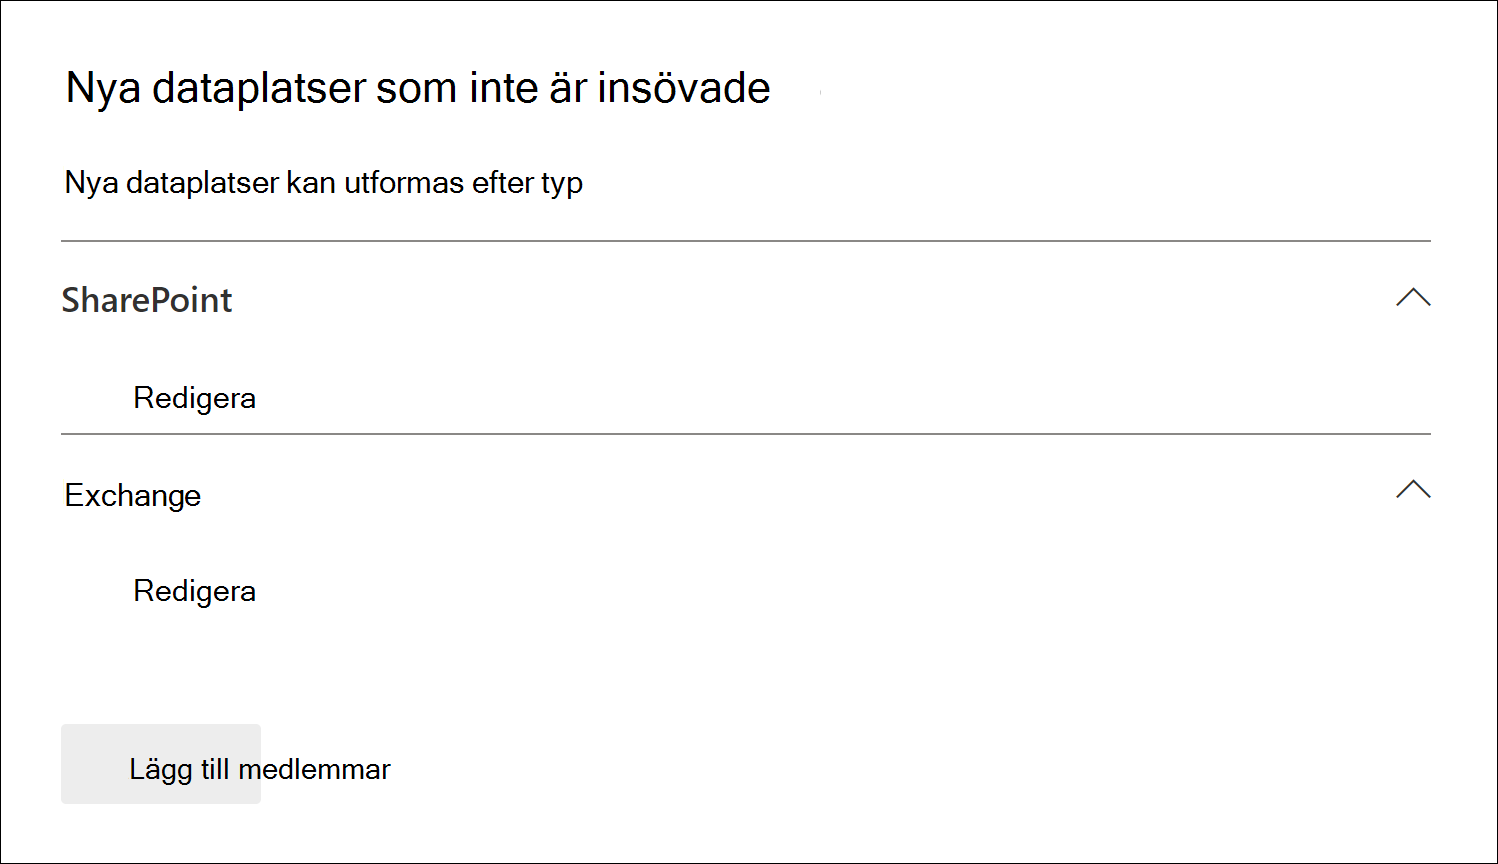 Nya dataplatser som inte är insövade
Nya dataplatser kan utformas efter typ
SharePoint
Redigera
Exchange
Redigera
Lägg till medlemmar